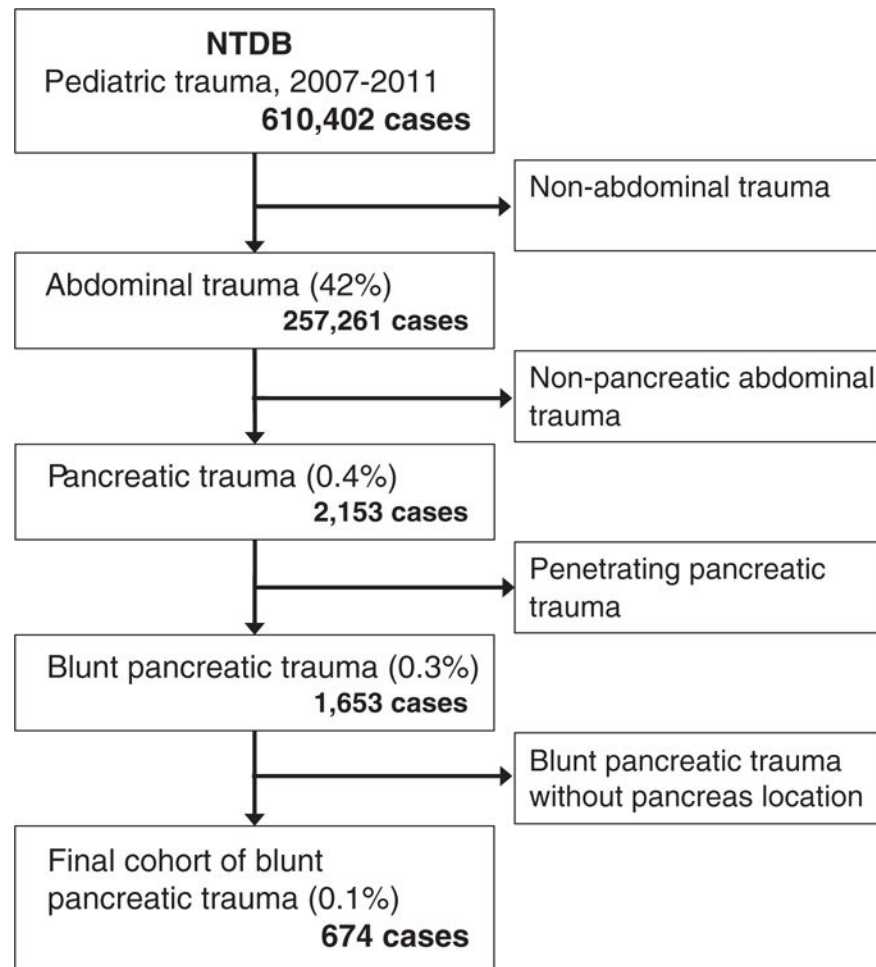 NTDB
Pediatric trauma, 2007-2011
610,402 cases
Non-abdominal trauma
Abdominal trauma (42%)
257,261 cases
Non-pancreatic abdominal
trauma
Pancreatic trauma (0.4%)
2,153 cases
Penetrating pancreatic
trauma
Blunt pancreatic trauma (0.3%)
1,653 cases
Blunt pancreatic trauma
without pancreas location
Final cohort of blunt
pancreatic trauma (0.1%)
674 cases